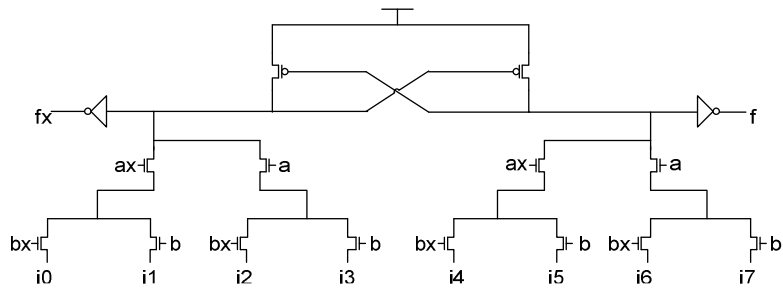 fx f
ax a ax a
bx b bx b bx b bx b
i0 i1 i2 i3 i4 i5 i6 i7